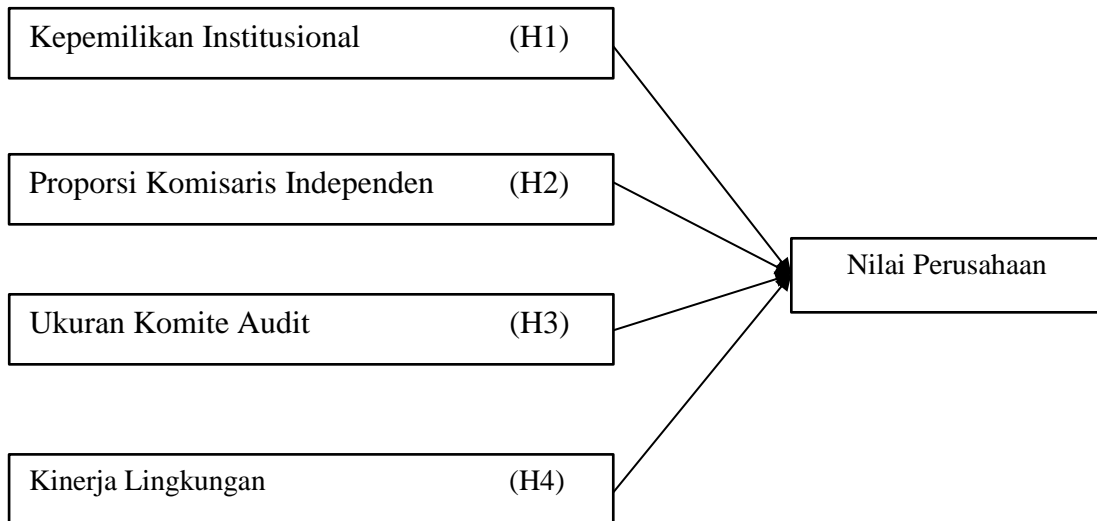 Kepemilikan Institusional (H1)
Proporsi Komisaris Independen (H2)
Ukuran Komite Audit (H3)
Kinerja Lingkungan (H4)
Nilai Perusahaan